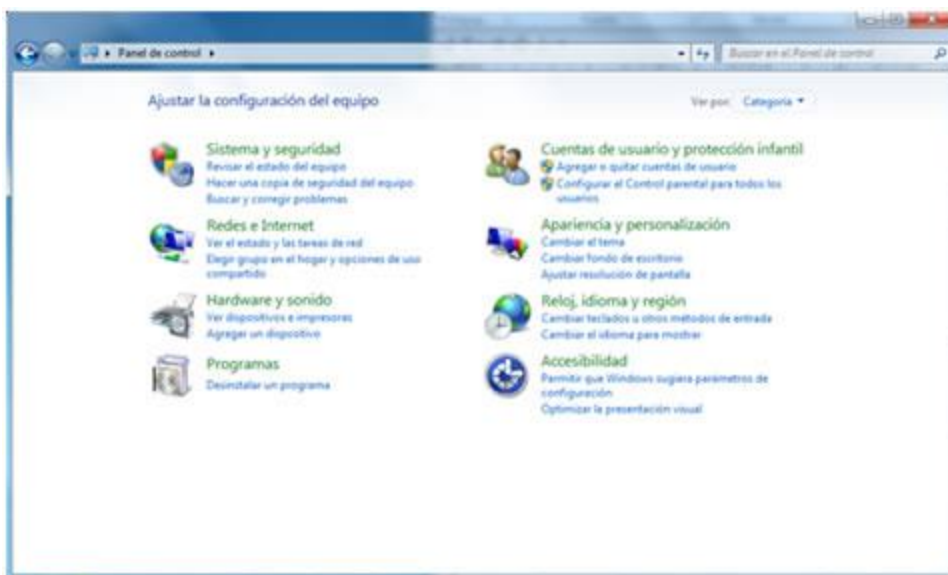 Panel de control
Buscar en el Panel de control
Ajustar la configuración del equipo
Ver por: Categoría
Sistema y seguridad
Revisar el estado del equipo
Hacer una copia de seguridad del equipo
Buscar y corregir problemas
Redes e Internet
Ver el estado y las tareas de red
Elegir grupo en el hogar y opciones de uso
compartido
Hardware y sonido
Ver dispositivos e impresoras
Agregar un dispositivo
Programas
Desinstalar un programa
Cuentas de usuario y protección infantil
Agregar o quitar cuentas de usuario
Configurar el Control parental para todos los
usuarios
Apariencia y personalización
Cambiar el tema
Cambiar fondo de escritorio
Ajustar resolución de pantalla
Reloj, idioma y región
Cambiar teclados u otros métodos de entrada
Cambiar el idioma para mostrar
Accesibilidad
Permitir que Windows sugiera parámetros de
configuración
Optimizar la presentación visual